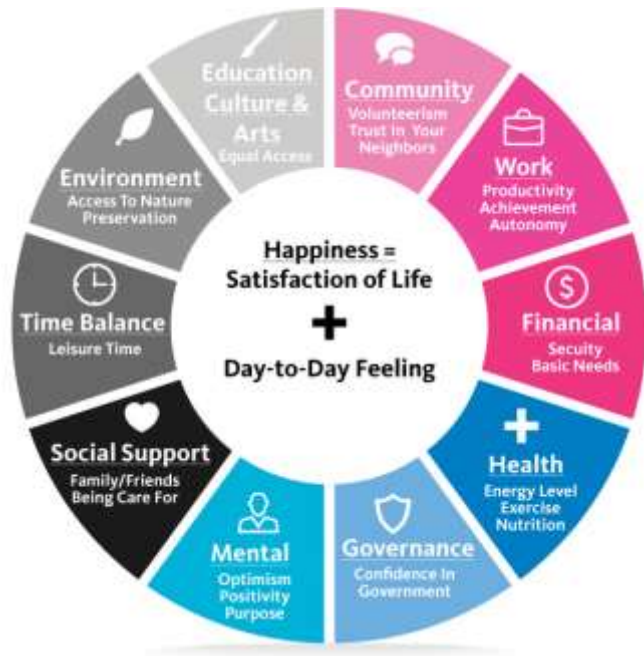 Education
Culture &
Arts
Equal Access
Community
Volunteerism
Trust In Your
Neighbors
Work
Productivity
Achievement
Autonomy
Financial
Secuity
Basic Needs
Health
Energy Level
Exercise
Nutrition
Governance
Confidence In
Government
Mental
Optimism
Positivity
Purpose
Social Support
Family/Friends
Being Care For
Time Balance
Leisure Time
Environment
Access To Nature
Preservation
Happiness =
Satisfaction of Life
+
Day-to-Day Feeling